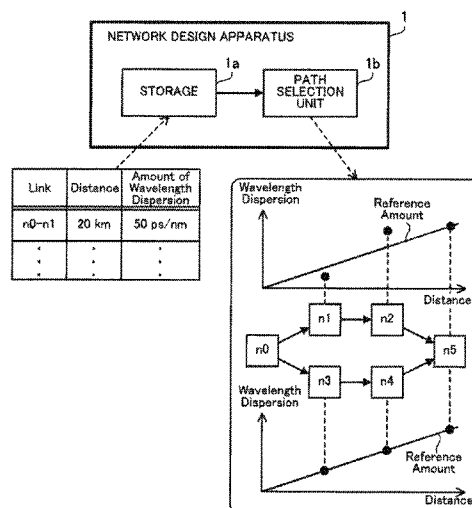 1
NETWORK DESIGN APPARATUS
1a
1b
STORAGE
PATH
SELECTION
UNIT
Link
Distance
Amount of
Wavelength
Dispersion
n0-n1
20 km
50 ps/nm
Wavelength
Dispersion
Reference
Amount
Distance
n1
n2
n0
n5
n3
n4
Wavelength
Dispersion
Reference
Amount
Distance